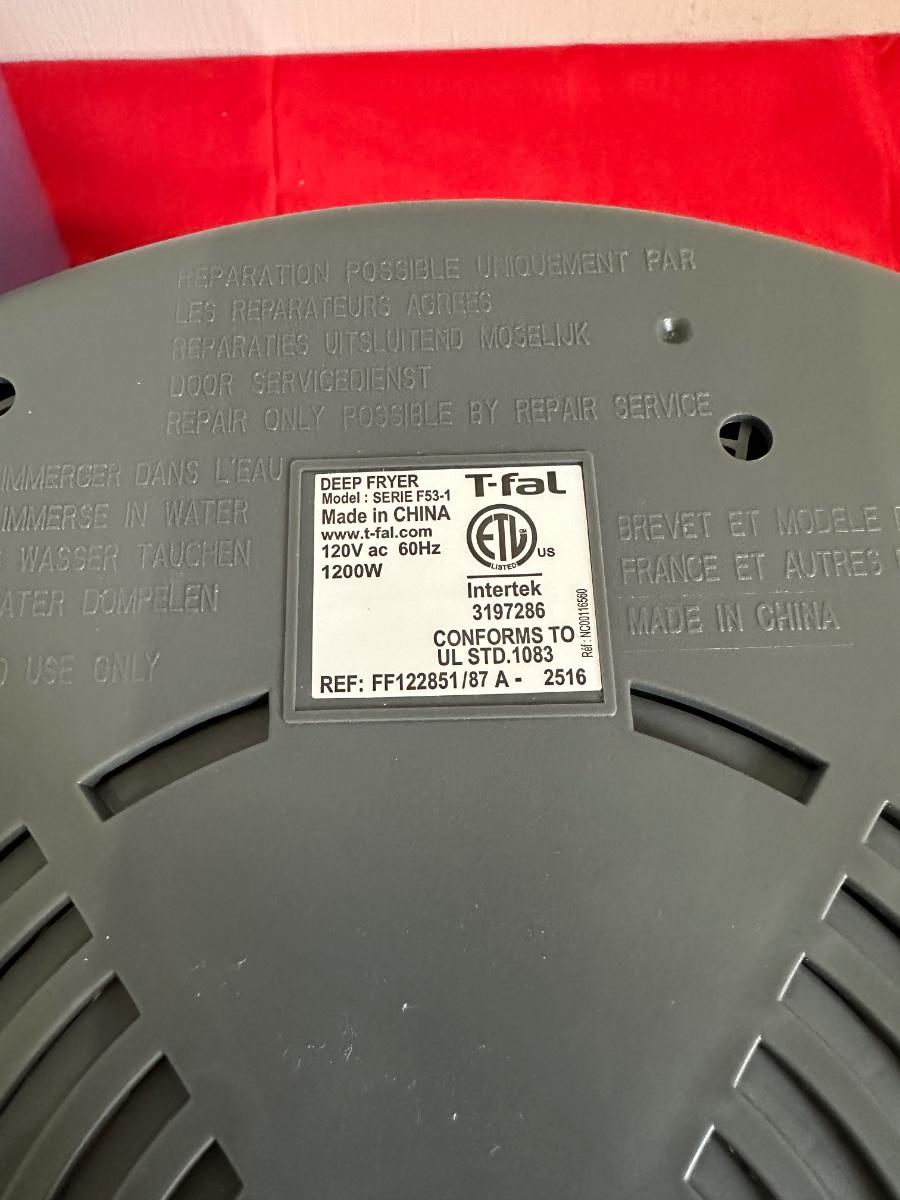 REPARATION POSSIBLE UNIQUEMENT PAR
LES REPARATEURS AGREES
REPARATIES UITSLUITEND MOSELIJK
DOOR SERVICEDIENST
REPAIR ONLY POSSIBLE BY REPAIR SERVICE
IMMERGER DANS L'EAU
IMMERSE IN WATER
WASSER TAUCHEN
ATER DOMPELEN
USE ONLY
DEEP FRYER
Model : SERIE F53-1
Made in CHINA
www.t-fal.com
120V ac 60Hz
1200W
T-fal
ETL
LISTED
US
Intertek
3197286
CONFORMS TO
UL STD.1083
Réf : NC00116560
REF: FF122851/87 A - 2516
BREVET ET MODELE
FRANCE ET AUTRES
MADE IN CHINA